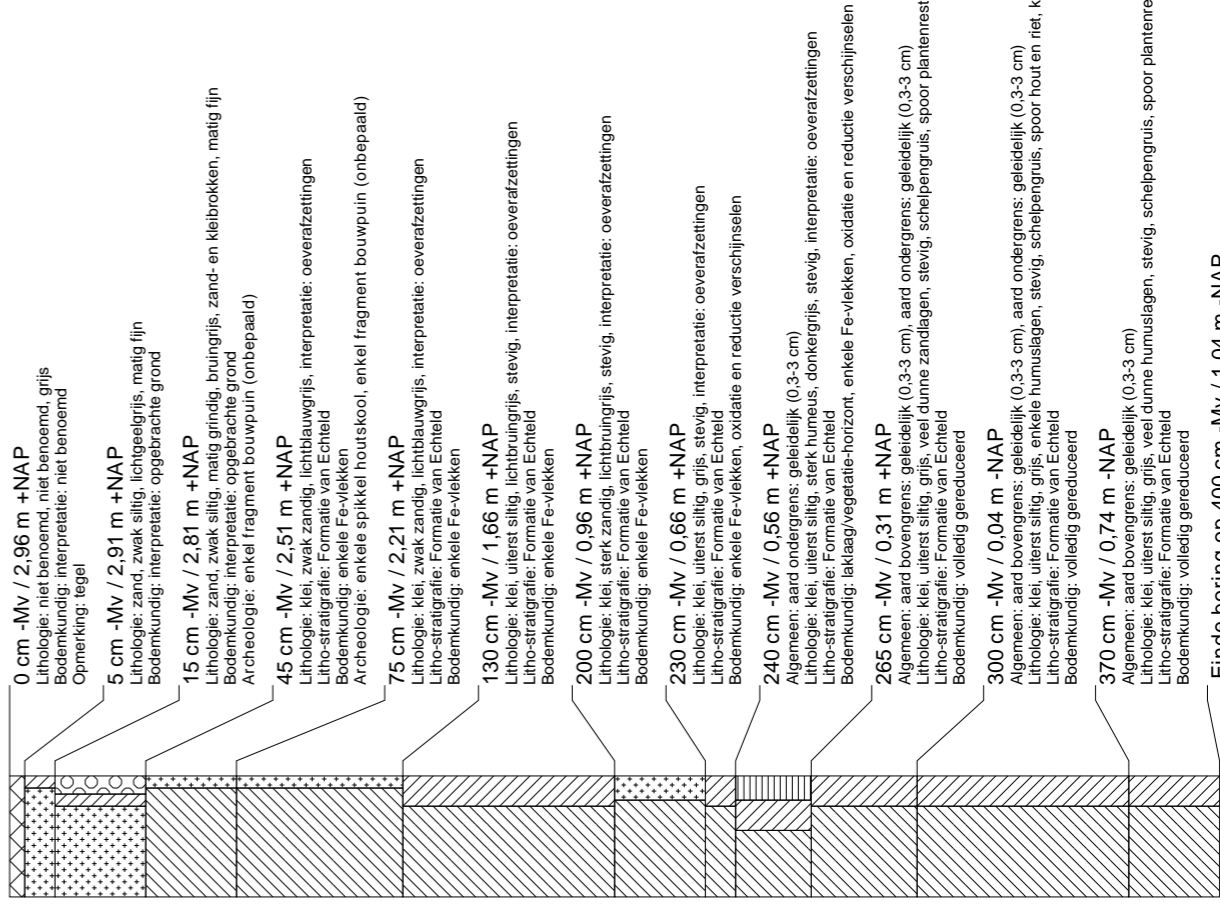 0 cm -Mv / 2,96 m +NAP
Lithologie: niet benoemd, niet benoemd, grijs
Bodemkundig: interpretatie: niet benoemd
Opmerking: tegel
5 cm -Mv / 2,91 m +NAP
Lithologie: zand, zwak siltig, lichtgeelgrijs, matig fijn
Bodemkundig: interpretatie: opgebrachte grond
15 cm -Mv / 2,81 m +NAP
Lithologie: zand, zwak siltig, matig grindig, bruingrijs, zand- en kleibrokken, matig fijn
Bodemkundig: interpretatie: opgebrachte grond
Archeologie: enkel fragment bouwpuin (onbepaald)
45 cm -Mv / 2,51 m +NAP
Lithologie: klei, zwak zandig, lichtblauwgrijs, interpretatie: oeverafzettingen
Litho-stratigrafie: Formatie van Echteld
Bodemkundig: enkele Fe-vlekken
Archeologie: enkele spikkel houtskool, enkel fragment bouwpuin (onbepaald)
75 cm -Mv / 2,21 m +NAP
Lithologie: klei, zwak zandig, lichtblauwgrijs, interpretatie: oeverafzettingen
Litho-stratigrafie: Formatie van Echteld
Bodemkundig: enkele Fe-vlekken
130 cm -Mv / 1,66 m +NAP
Lithologie: klei, uiterst siltig, lichtbruingrijs, stevig, interpretatie: oeverafzettingen
Litho-stratigrafie: Formatie van Echteld
Bodemkundig: enkele Fe-vlekken
200 cm -Mv / 0,96 m +NAP
Lithologie: klei, sterk zandig, lichtbruingrijs, stevig, interpretatie: oeverafzettingen
Litho-stratigrafie: Formatie van Echteld
Bodemkundig: enkele Fe-vlekken
230 cm -Mv / 0,66 m +NAP
Lithologie: klei, uiterst siltig, grijs, stevig, interpretatie: oeverafzettingen
Litho-stratigrafie: Formatie van Echteld
Bodemkundig: enkele Fe-vlekken, oxidatie en reductie verschijnselen
240 cm -Mv / 0,56 m +NAP
Algemeen: aard ondergrens: geleidelijk (0,3-3 cm)
Lithologie: klei, uiterst siltig, sterk humeus, donkergrijs, stevig, interpretatie: oeverafzettingen
Litho-stratigrafie: Formatie van Echteld
Bodemkundig: laklaag/vegetatie-horizont, enkele Fe-vlekken, oxidatie en reductie verschijnselen
265 cm -Mv / 0,31 m +NAP
Algemeen: aard bovengrens: geleidelijk (0,3-3 cm), aard ondergrens: geleidelijk (0,3-3 cm)
Lithologie: klei, uiterst siltig, grijs, veel dunne zandlagen, stevig, schelpengruis, spoor plantenrest
Litho-stratigrafie: Formatie van Echteld
Bodemkundig: volledig gereduceerd
300 cm -Mv / 0,04 m -NAP
Algemeen: aard bovengrens: geleidelijk (0,3-3 cm), aard ondergrens: geleidelijk (0,3-3 cm)
Lithologie: klei, uiterst siltig, grijs, enkele humuslagen, stevig, schelpengruis, spoor hout en riet, k
Litho-stratigrafie: Formatie van Echteld
Bodemkundig: volledig gereduceerd
370 cm -Mv / 0,74 m -NAP
Algemeen: aard bovengrens: geleidelijk (0,3-3 cm)
Lithologie: klei, uiterst siltig, grijs, veel dunne humuslagen, stevig, schelpengruis, spoor plantenre
Litho-stratigrafie: Formatie van Echteld
Bodemkundig: volledig gereduceerd
Einde boring op 400 cm -Mv / 1,04 m -NAP